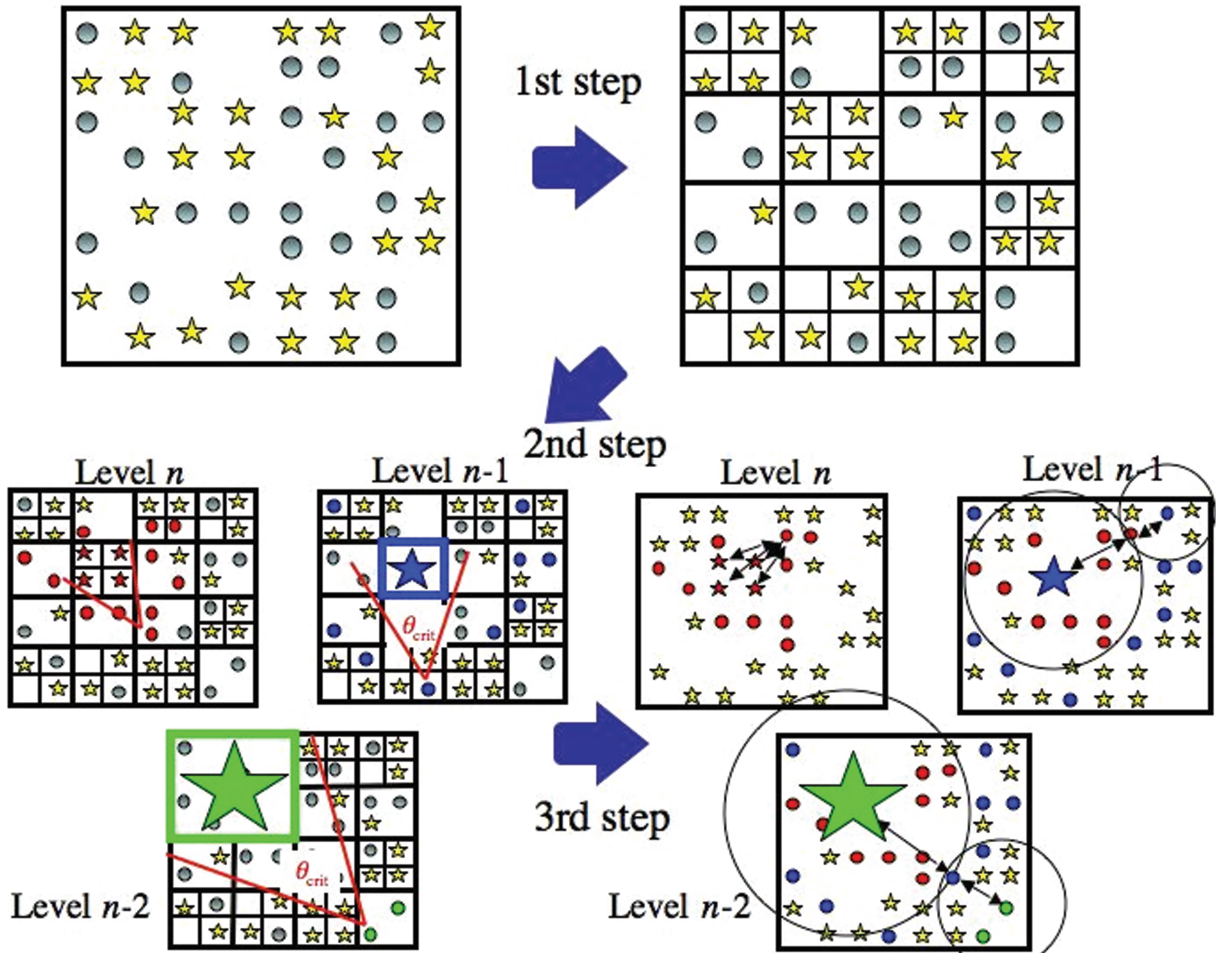 1st step
2nd step
Level n
Level n-1
Level n
Level n-1
θcrit
3rd step
θcrit
Level n-2
Level n-2